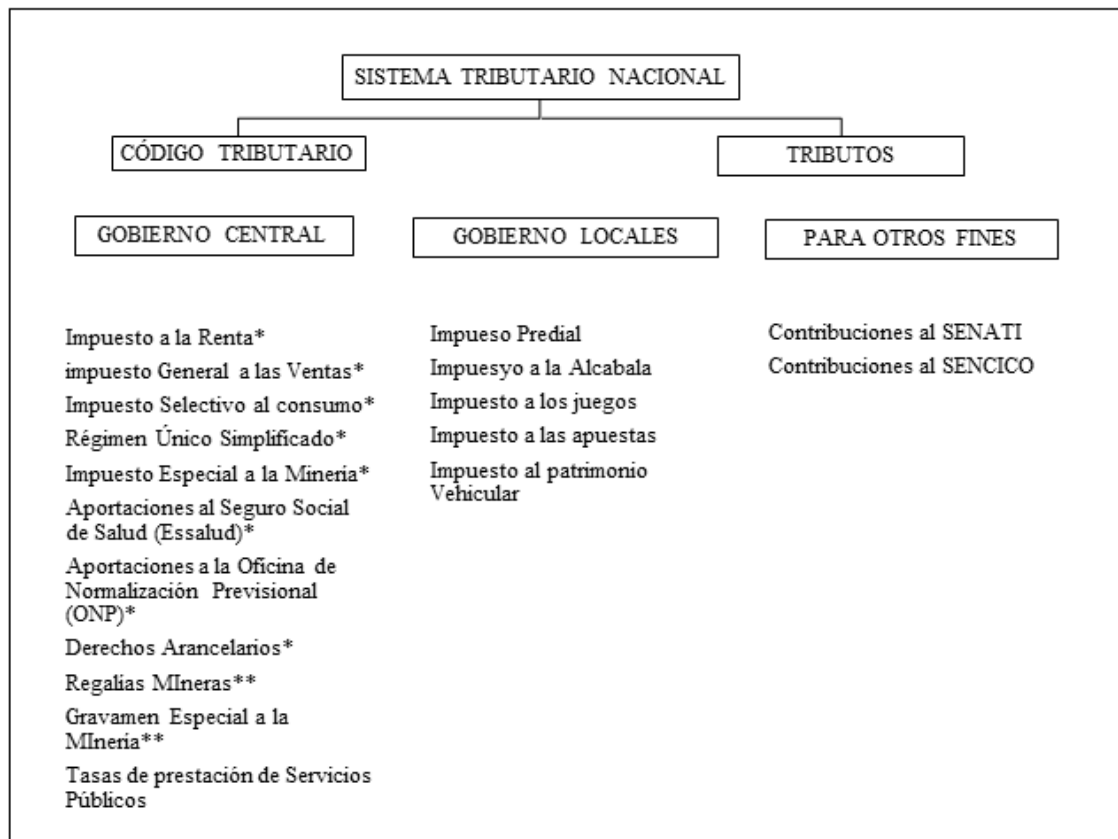 SISTEMA TRIBUTARIO NACIONAL
CÓDIGO TRIBUTARIO
TRIBUTOS
GOBIERNO CENTRAL
GOBIERNO LOCALES
PARA OTROS FINES
Impuesto a la Renta*
impuesto General a las Ventas*
Impuesto Selectivo al consumo*
Régimen Único Simplificado*
Impuesto Especial a la Minería*
Aportaciones al Seguro Social
de Salud (Essalud)*
Aportaciones a la Oficina de
Normalización Previsional
(ONP)*
Derechos Arancelarios*
Regalías MIneras**
Gravamen Especial a la
MInería**
Tasas de prestación de Servicios
Públicos
Impueso Predial
Impuesyo a la Alcabala
Impuesto a los juegos
Impuesto a las apuestas
Impuesto al patrimonio
Vehicular
Contribuciones al SENATI
Contribuciones al SENCICO